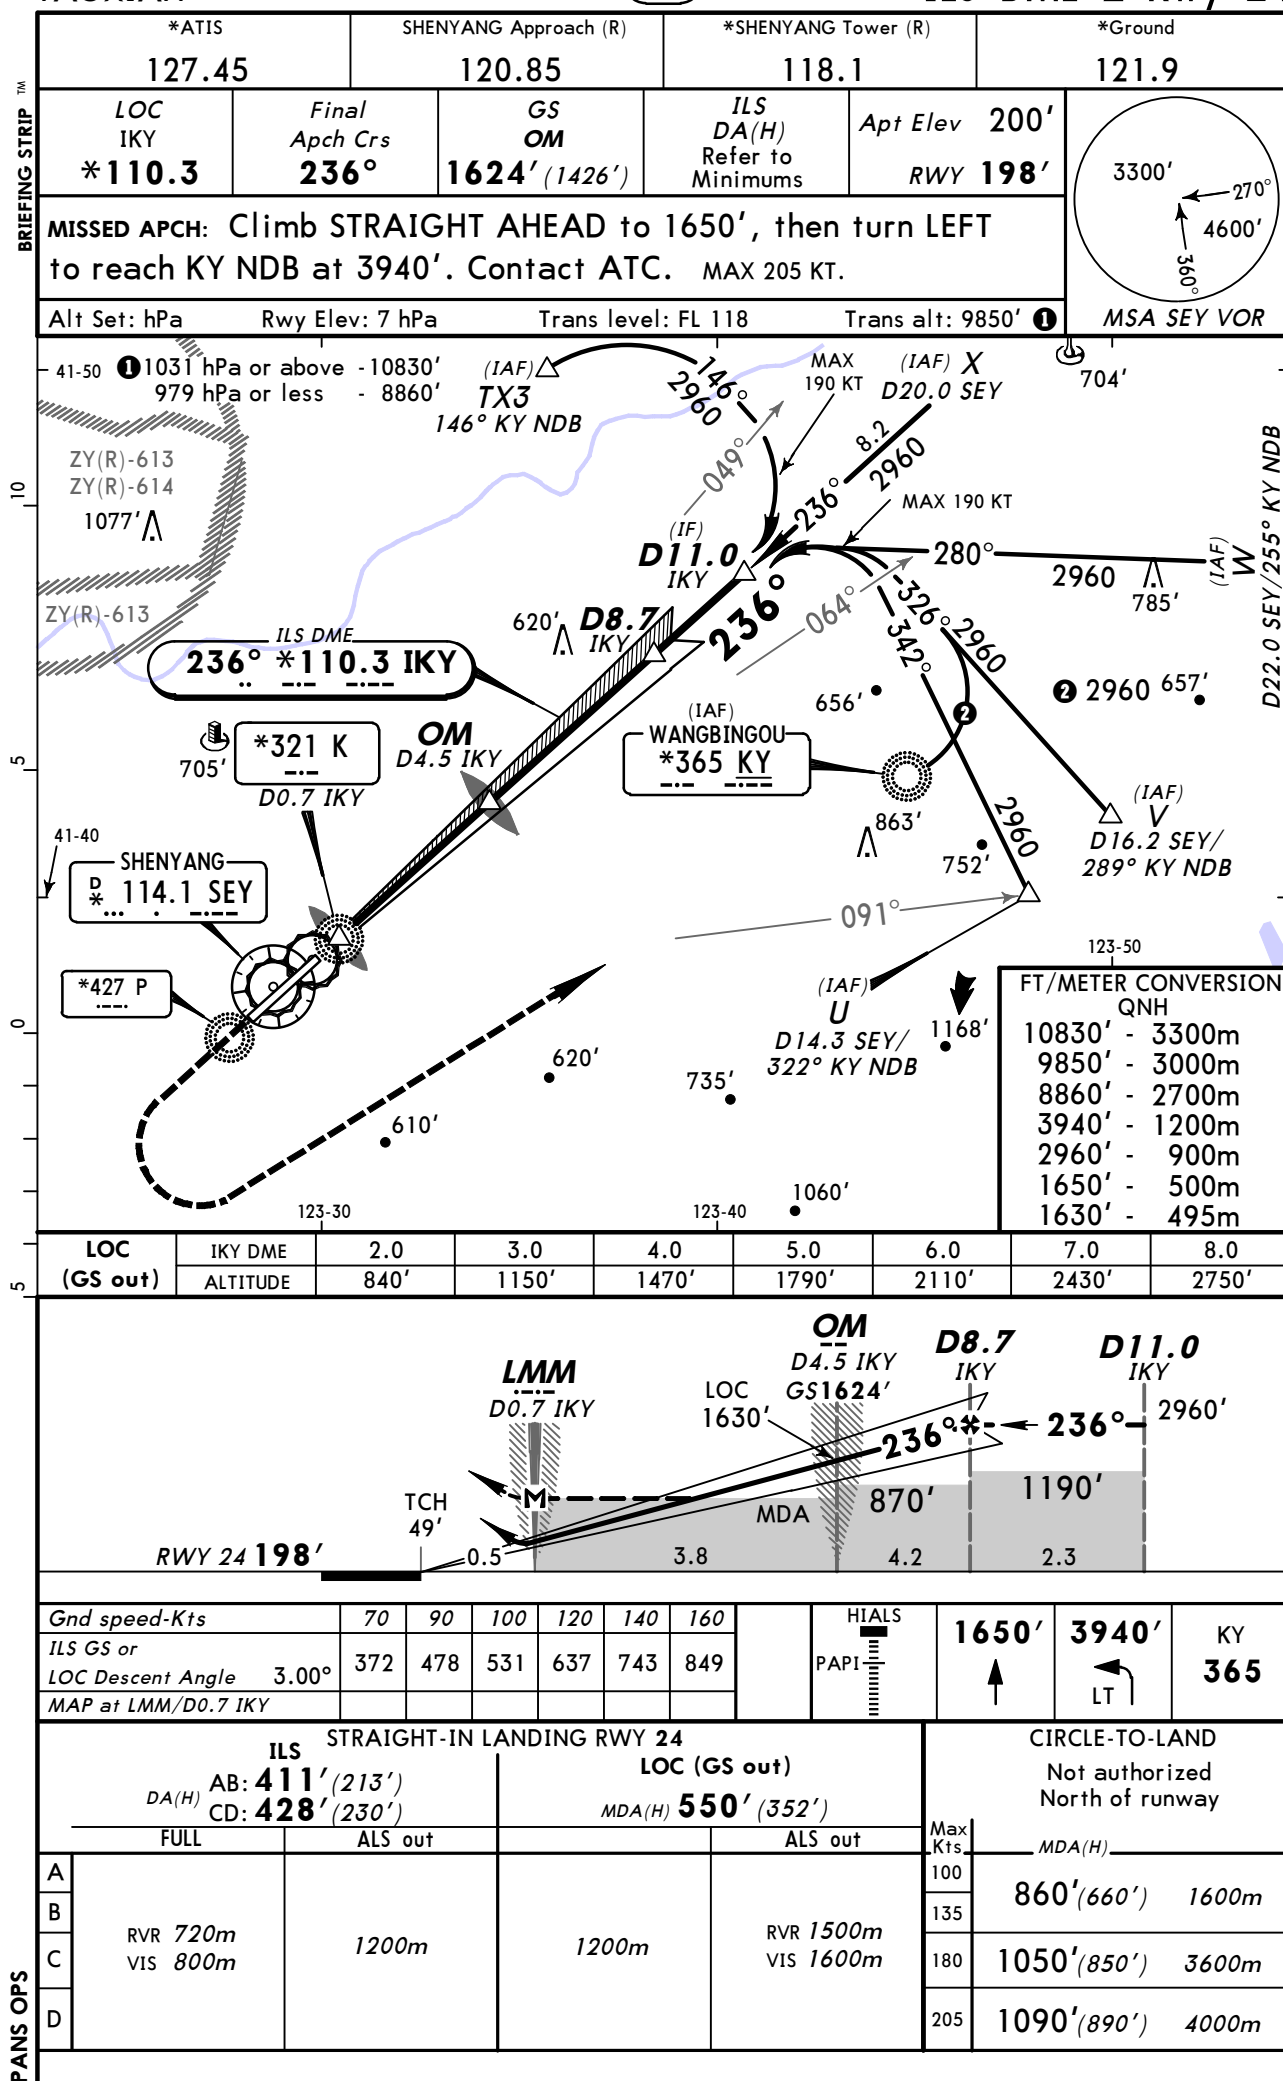 *ATIS
127.45
SHENYANG Approach (R)
120.85
*SHENYANG Tower (R)
118.1
*Ground
121.9
BRIEFING STRIP TM
LOC
IKY
*110.3
Final
Apch Crs
236°
GS
OM
1624' (1426')
ILS
DA(H)
Refer to
Minimums
Apt Elev 200'
RWY 198'
3300'
270°
4600'
360°
MSA SEY VOR
MISSED APCH: Climb STRAIGHT AHEAD to 1650', then turn LEFT
to reach KY NDB at 3940'. Contact ATC. MAX 205 KT.
Alt Set: hPa Rwy Elev: 7 hPa Trans level: FL 118 Trans alt: 9850' 1
41-50
1 1031 hPa or above - 10830'
979 hPa or less - 8860'
(IAF)
TX3
146° KY NDB
146°
2960
MAX
190 KT
(IAF) X
D20.0 SEY
704'
8.2
2960
236°
049°
MAX 190 KT
ZY(R)-613
ZY(R)-614
1077'
ZY(R)-613
10
(IF)
D11.0
IKY
280°
2960
785'
(IAF)
W
D22.0 SEY/255° KY NDB
620'
D8.7
IKY
236°
064°
326°
2960
342°
ILS DME
236° *110.3 IKY
656'
2 2960
657'
2
(IAF)
WANGBINGOU
*365 KY
OM
D4.5 IKY
705'
*321 K
D0.7 IKY
5
863'
2960
752'
(IAF)
V
D16.2 SEY/
289° KY NDB
41-40
SHENYANG
D
* 114.1 SEY
091°
123-50
*427 P
0
(IAF)
U
D14.3 SEY/
322° KY NDB
1168'
620'
735'
610'
1060'
123-30
123-40
FT/METER CONVERSION
QNH
10830' - 3300m
9850' - 3000m
8860' - 2700m
3940' - 1200m
2960' - 900m
1650' - 500m
1630' - 495m
5
LOC
(GS out)
IKY DME 2.0 3.0 4.0 5.0 6.0 7.0 8.0
ALTITUDE 840' 1150' 1470' 1790' 2110' 2430' 2750'
LMM
D0.7 IKY
OM
D4.5 IKY
GS1624'
D8.7
IKY
D11.0
IKY
LOC
1630'
236°
236°
2960'
TCH
49'
M
MDA
870'
1190'
RWY 24 198'
0.5
3.8
4.2
2.3
Gnd speed-Kts 70 90 100 120 140 160
ILS GS or
LOC Descent Angle 3.00° 372 478 531 637 743 849
MAP at LMM/D0.7 IKY
HIALS
PAPI
1650'
3940'
LT
KY
365
STRAIGHT-IN LANDING RWY 24
ILS
DA(H)
AB: 411' (213')
CD: 428' (230')
LOC (GS out)
MDA(H) 550' (352')
FULL
ALS out
ALS out
A
B
C
D
RVR 720m
VIS 800m
1200m
1200m
RVR 1500m
VIS 1600m
CIRCLE-TO-LAND
Not authorized
North of runway
Max
Kts
MDA(H)
100
135
860' (660') 1600m
180 1050' (850') 3600m
205 1090' (890') 4000m
PANS OPS